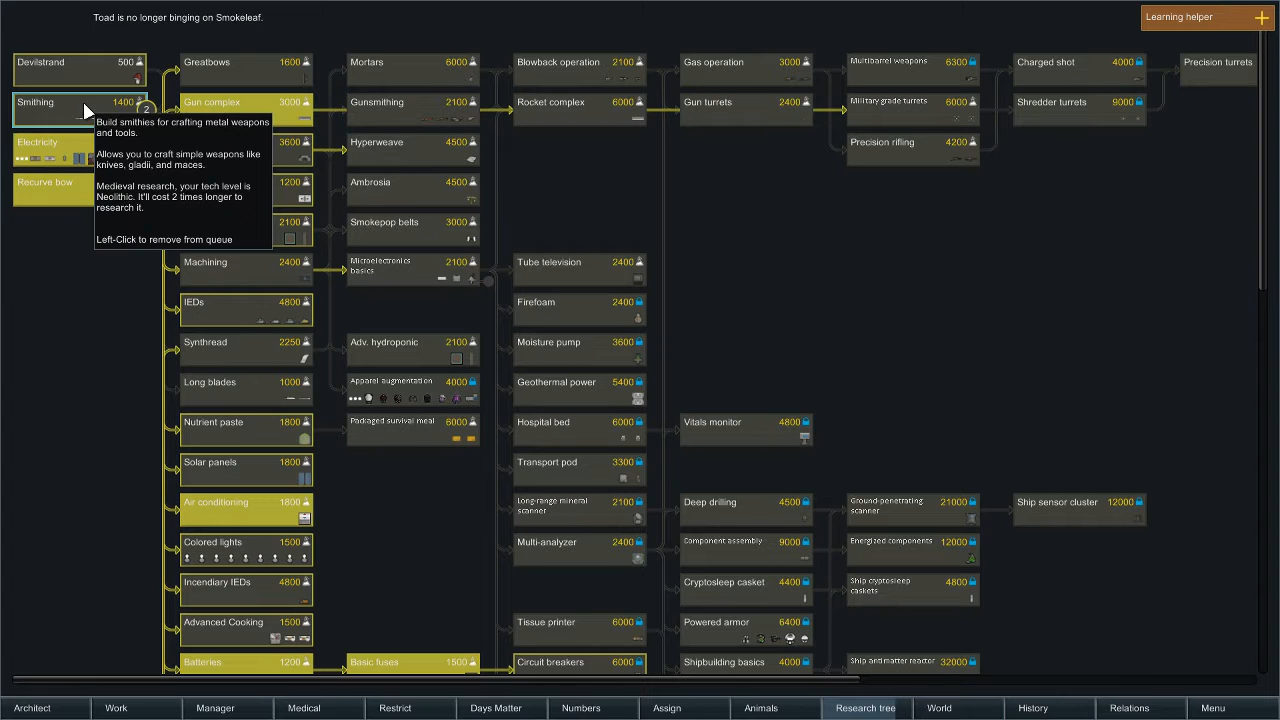 Toad is no longer binging on Smokeleaf.
Learning helper
Devilstrand 500
Greatbows 1600
Mortars 6000
Blowback operation 2100
Gas operation 3000
Multibarrel weapons 6300
Charged shot 4000
Precision turrets
Smithing 1400 2
Gun complex 3000
Gunsmithing 2100
Rocket complex 6000
Gun turrets 2400
Military grade turrets 6000
Shredder turrets 9000
Build smithies for crafting metal weapons
and tools.
Allows you to craft simple weapons like
knives, gladii, and maces.
Medieval research, your tech level is
Neolithic. It'll cost 2 times longer to
research it.
Left-Click to remove from queue
Electricity
3600
Hyperweave 4500
Precision rifling 4200
Recurve bow
1200
Ambrosia 4500
2100
Smokepop belts 3000
Machining 2400
Microelectronics
basics 2100
Tube television 2400
IEDs 4800
Firefoam 2400
Synthread 2250
Adv. hydroponic 2100
Moisture pump 3600
Long blades 1000
Apparel augmentation 4000
Geothermal power 5400
Nutrient paste 1800
Packaged survival meal 6000
Hospital bed 6000
Vitals monitor 4800
Solar panels 1800
Transport pod 3300
Air conditioning 1800
Long-range mineral
scanner 2100
Deep drilling 4500
Ground-penetrating
scanner 21000
Ship sensor cluster 12000
Colored lights 1500
Multi-analyzer 2400
Component assembly 9000
Energized components 12000
Incendiary IEDs 4800
Cryptosleep casket 4400
Ship cryptosleep
caskets 4800
Advanced Cooking 1500
Tissue printer 6000
Powered armor 6400
Batteries 1200
Basic fuses 1500
Circuit breakers 6000
Shipbuilding basics 4000
Ship antimatter reactor 32000
Architect Work Manager Medical Restrict Days Matter Numbers Assign Animals Research tree World History Relations Menu